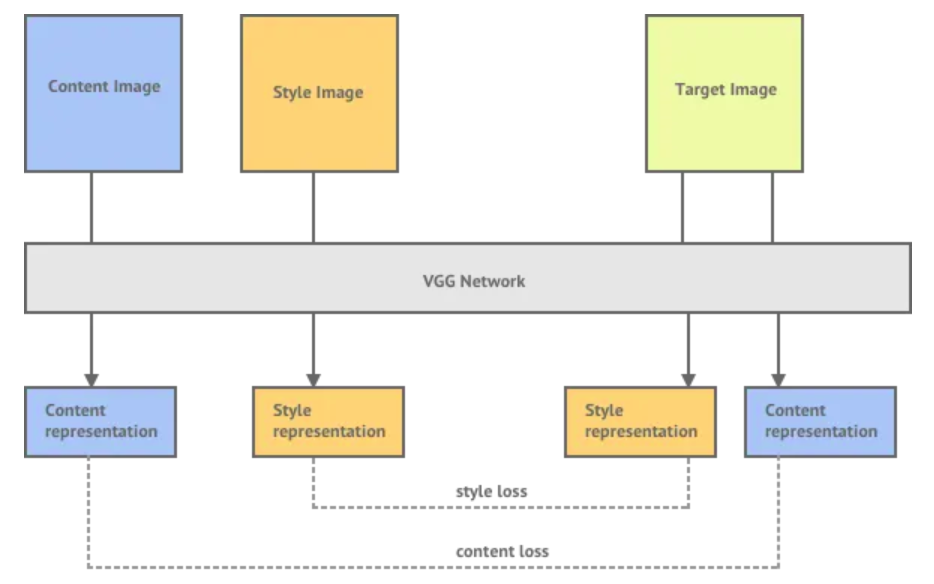 Content Image
Style Image
Target Image
VGG Network
Content
representation
Style
representation
Style
representation
Content
representation
style loss
content loss